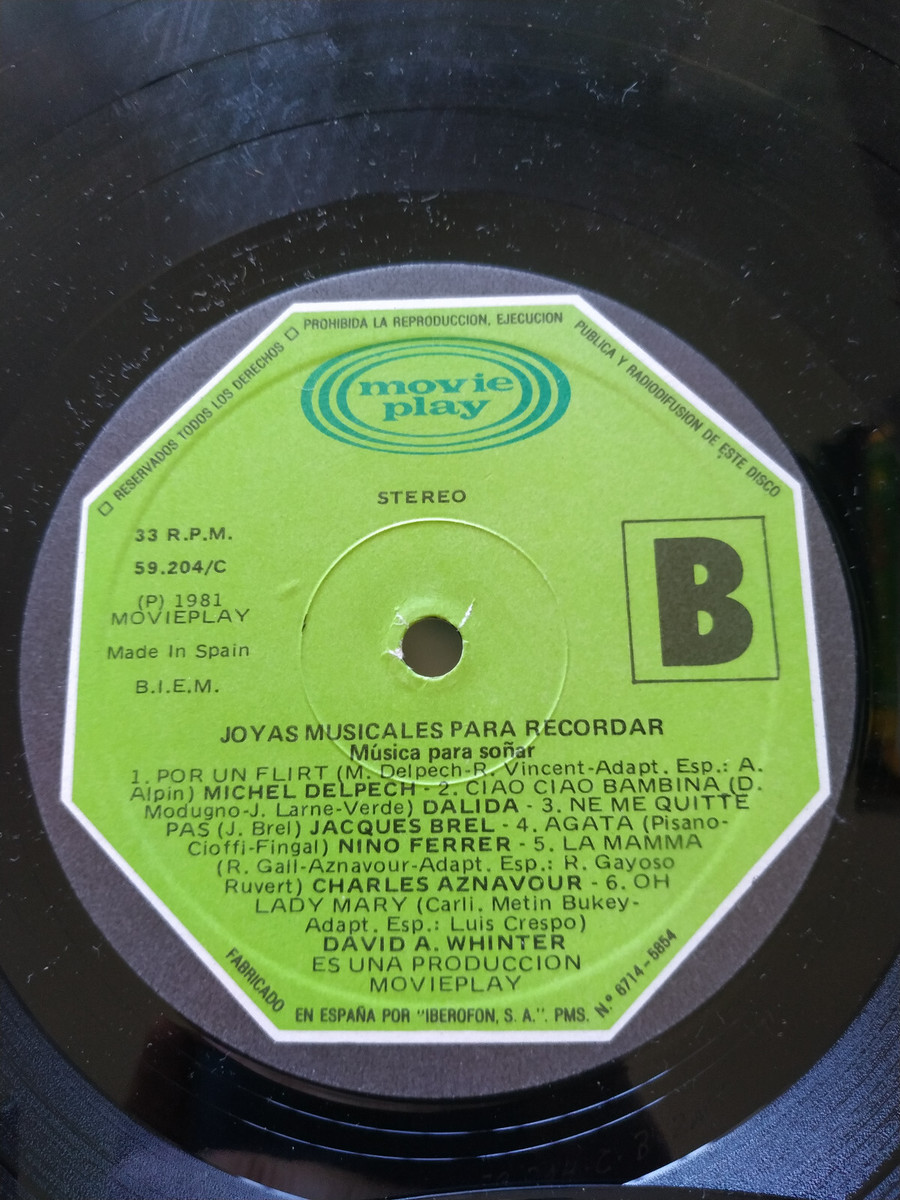 □ RESERVADOS TODOS LOS DERECHOS □ PROHIBIDA LA REPRODUCCION, EJECUCION PUBLICA Y RADIODIFUSION DE ESTE DISCO
movie
play
STEREO
33 R.P.M.
59.204/C
(P) 1981
MOVIEPLAY
Made In Spain
B.I.E.M.
B
JOYAS MUSICALES PARA RECORDAR
Música para soñar
1. POR UN FLIRT (M. Delpech-R. Vincent-Adapt. Esp.: A.
Alpin) MICHEL DELPECH - 2. CIAO CIAO BAMBINA (D.
Modugno-J. Larne-Verde) DALIDA - 3. NE ME QUITTE
PAS (J. Brel) JACQUES BREL - 4. AGATA (Pisano-
Cioffi-Fingal) NINO FERRER - 5. LA MAMMA
(R. Gall-Aznavour-Adapt. Esp.: R. Gayoso
Ruvert) CHARLES AZNAVOUR - 6. OH
LADY MARY (Carli. Metin Bukey-
Adapt. Esp.: Luis Crespo)
DAVID A. WHINTER
ES UNA PRODUCCION
MOVIEPLAY
FABRICADO EN ESPAÑA POR "IBEROFON, S. A.". PMS. N.º 6714-5854